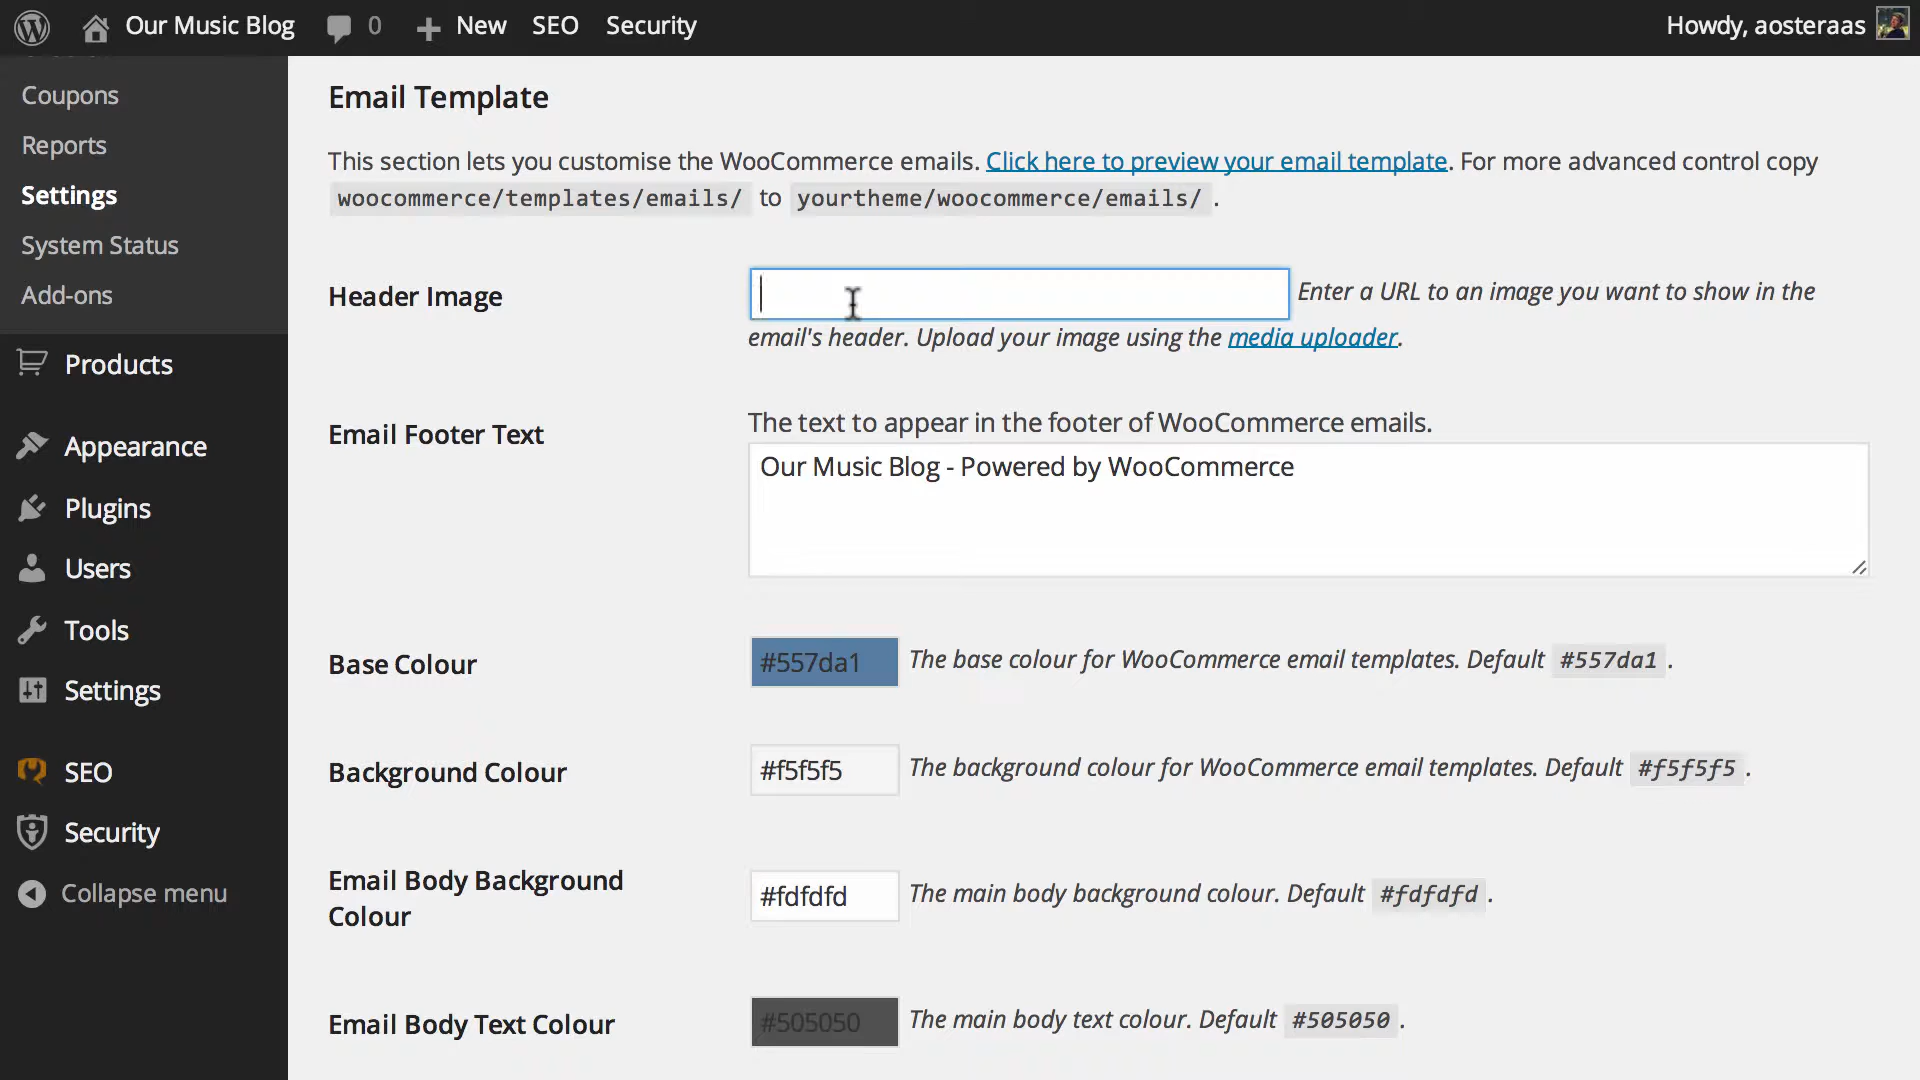 Our Music Blog 0 New SEO Security Howdy, aosteraas
Coupons
Reports
Settings
System Status
Add-ons
Products
Appearance
Plugins
Users
Tools
Settings
SEO
Security
Collapse menu
Email Template
This section lets you customise the WooCommerce emails. Click here to preview your email template. For more advanced control copy
woocommerce/templates/emails/ to yourtheme/woocommerce/emails/ .
Header Image
Enter a URL to an image you want to show in the
email's header. Upload your image using the media uploader.
Email Footer Text
The text to appear in the footer of WooCommerce emails.
Our Music Blog - Powered by WooCommerce
Base Colour
#557da1 The base colour for WooCommerce email templates. Default #557da1 .
Background Colour
#f5f5f5 The background colour for WooCommerce email templates. Default #f5f5f5 .
Email Body Background
Colour
#fdfdfd The main body background colour. Default #fdfdfd .
Email Body Text Colour
#505050 The main body text colour. Default #505050 .